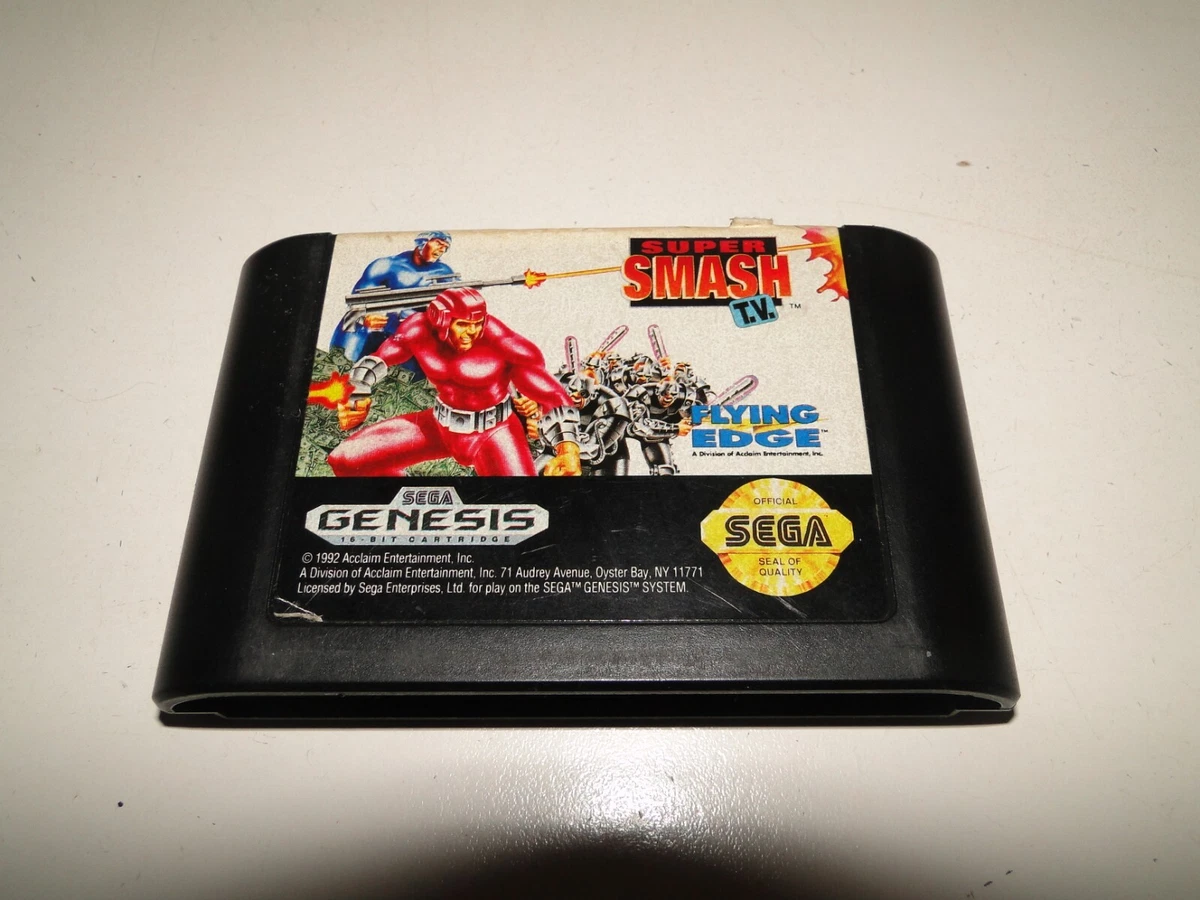 SUPER
SMASH
T.V.™
FLYING
EDGE™
A Division of Acclaim Entertainment, Inc.
SEGA
GENESIS
16-BIT CARTRIDGE
© 1992 Acclaim Entertainment, Inc.
A Division of Acclaim Entertainment, Inc. 71 Audrey Avenue, Oyster Bay, NY 11771
Licensed by Sega Enterprises, Ltd. for play on the SEGA™ GENESIS™ SYSTEM.
OFFICIAL
SEGA
SEAL OF
QUALITY